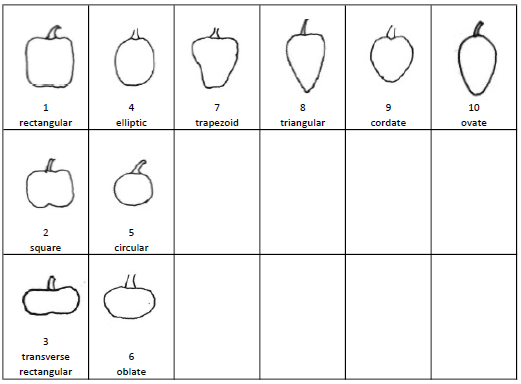 1
rectangular
4
elliptic
7
trapezoid
8
triangular
9
cordate
10
ovate
2
square
5
circular
3
transverse
rectangular
6
oblate